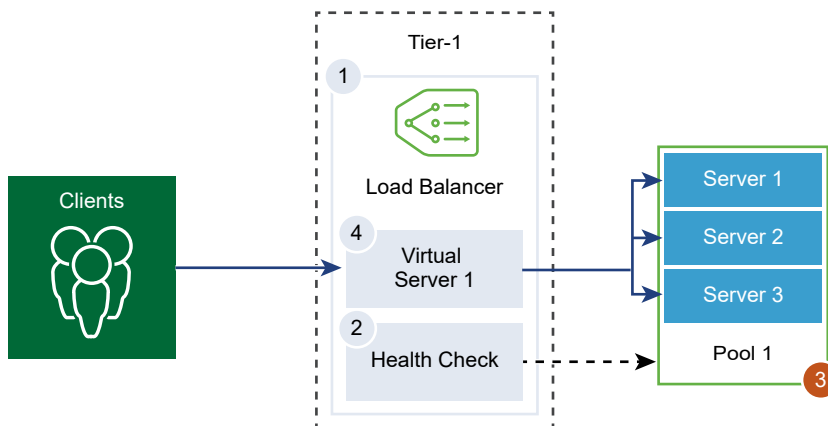 Tier-1
1
Load Balancer
Clients
4
Virtual
Server 1
2
Health Check
Server 1
Server 2
Server 3
Pool 1
3